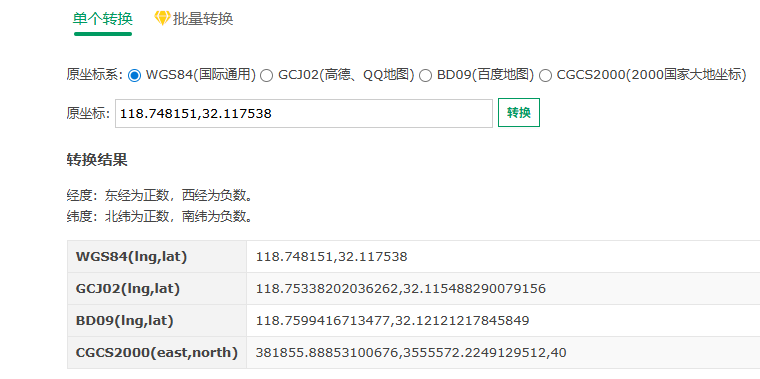 单个转换 批量转换
原坐标系: WGS84(国际通用) GCJ02(高德、QQ地图) BD09(百度地图) CGCS2000(2000国家大地坐标)
原坐标: 118.748151,32.117538 转换
转换结果
经度：东经为正数，西经为负数。
纬度：北纬为正数，南纬为负数。
WGS84(lng,lat) 118.748151,32.117538
GCJ02(lng,lat) 118.75338202036262,32.115488290079156
BD09(lng,lat) 118.7599416713477,32.12121217845849
CGCS2000(east,north) 381855.88853100676,3555572.2249129512,40